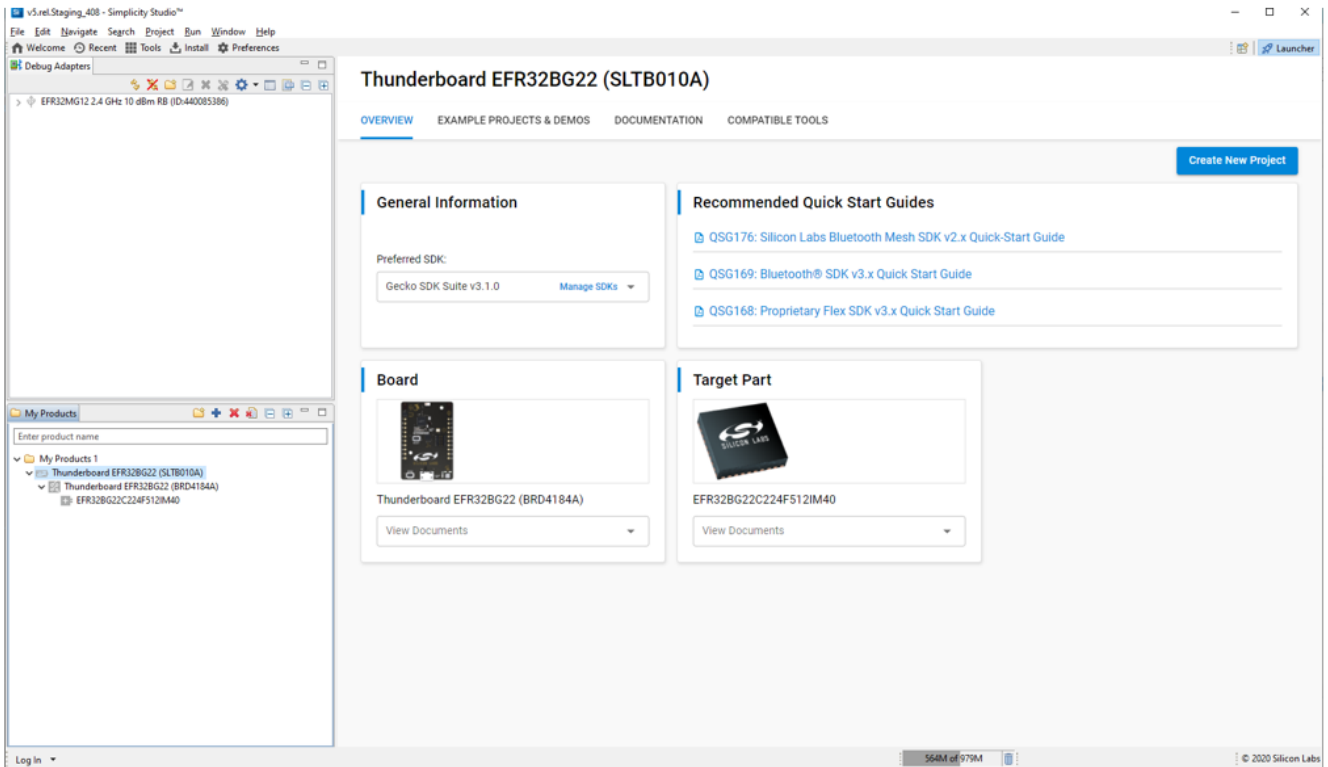 v5.rel.Staging_408 - Simplicity Studio™
File Edit Navigate Search Project Run Window Help
Welcome Recent Tools Install Preferences
Launcher
Debug Adapters
EFR32MG12 2.4 GHz 10 dBm RB (ID:440085386)
Thunderboard EFR32BG22 (SLTB010A)
OVERVIEW EXAMPLE PROJECTS & DEMOS DOCUMENTATION COMPATIBLE TOOLS
Create New Project
General Information
Preferred SDK:
Gecko SDK Suite v3.1.0 Manage SDKs
Recommended Quick Start Guides
QSG176: Silicon Labs Bluetooth Mesh SDK v2.x Quick-Start Guide
QSG169: Bluetooth® SDK v3.x Quick Start Guide
QSG168: Proprietary Flex SDK v3.x Quick Start Guide
Board
Thunderboard EFR32BG22 (BRD4184A)
View Documents
Target Part
SILICON LABS
EFR32BG22C224F512IM40
View Documents
My Products
Enter product name
My Products 1
Thunderboard EFR32BG22 (SLTB010A)
Thunderboard EFR32BG22 (BRD4184A)
EFR32BG22C224F512IM40
Log In
564M of 979M
© 2020 Silicon Labs